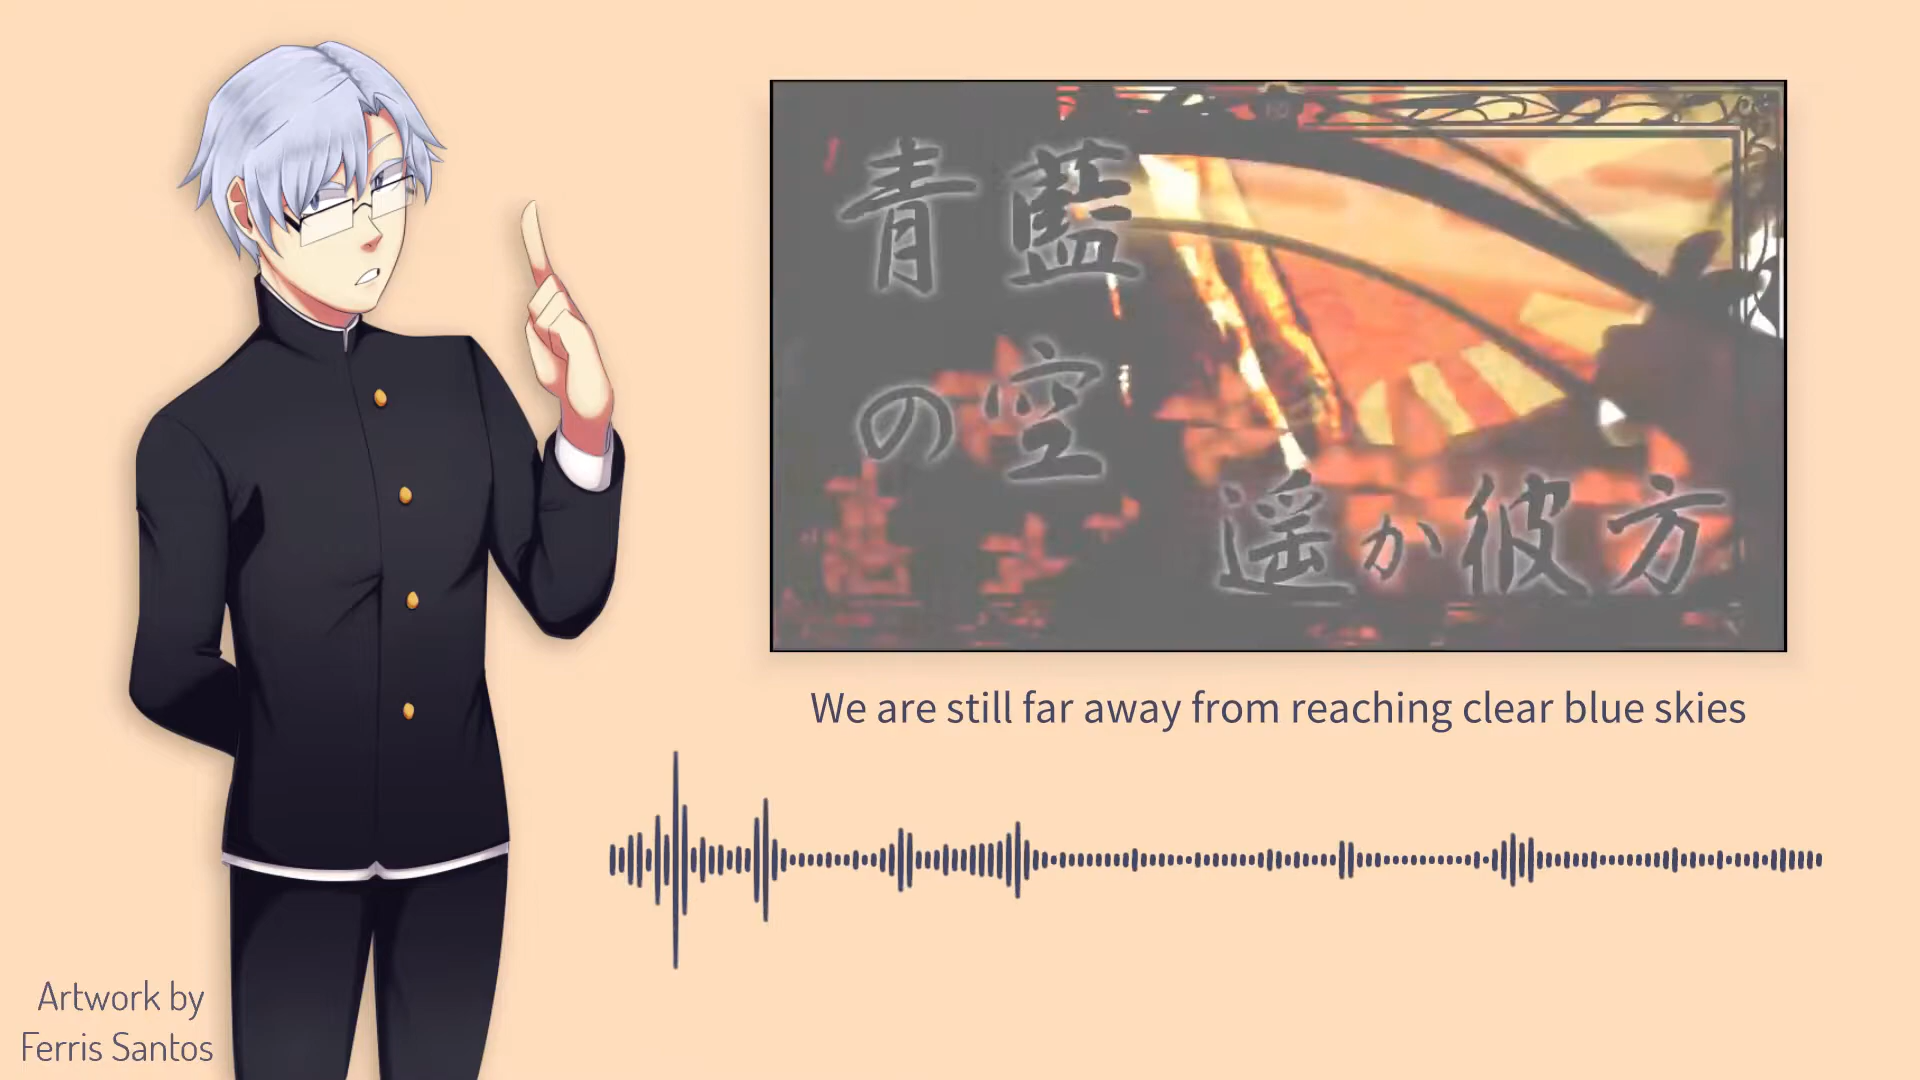 青藍
の空
遥か彼方
We are still far away from reaching clear blue skies
Artwork by
Ferris Santos